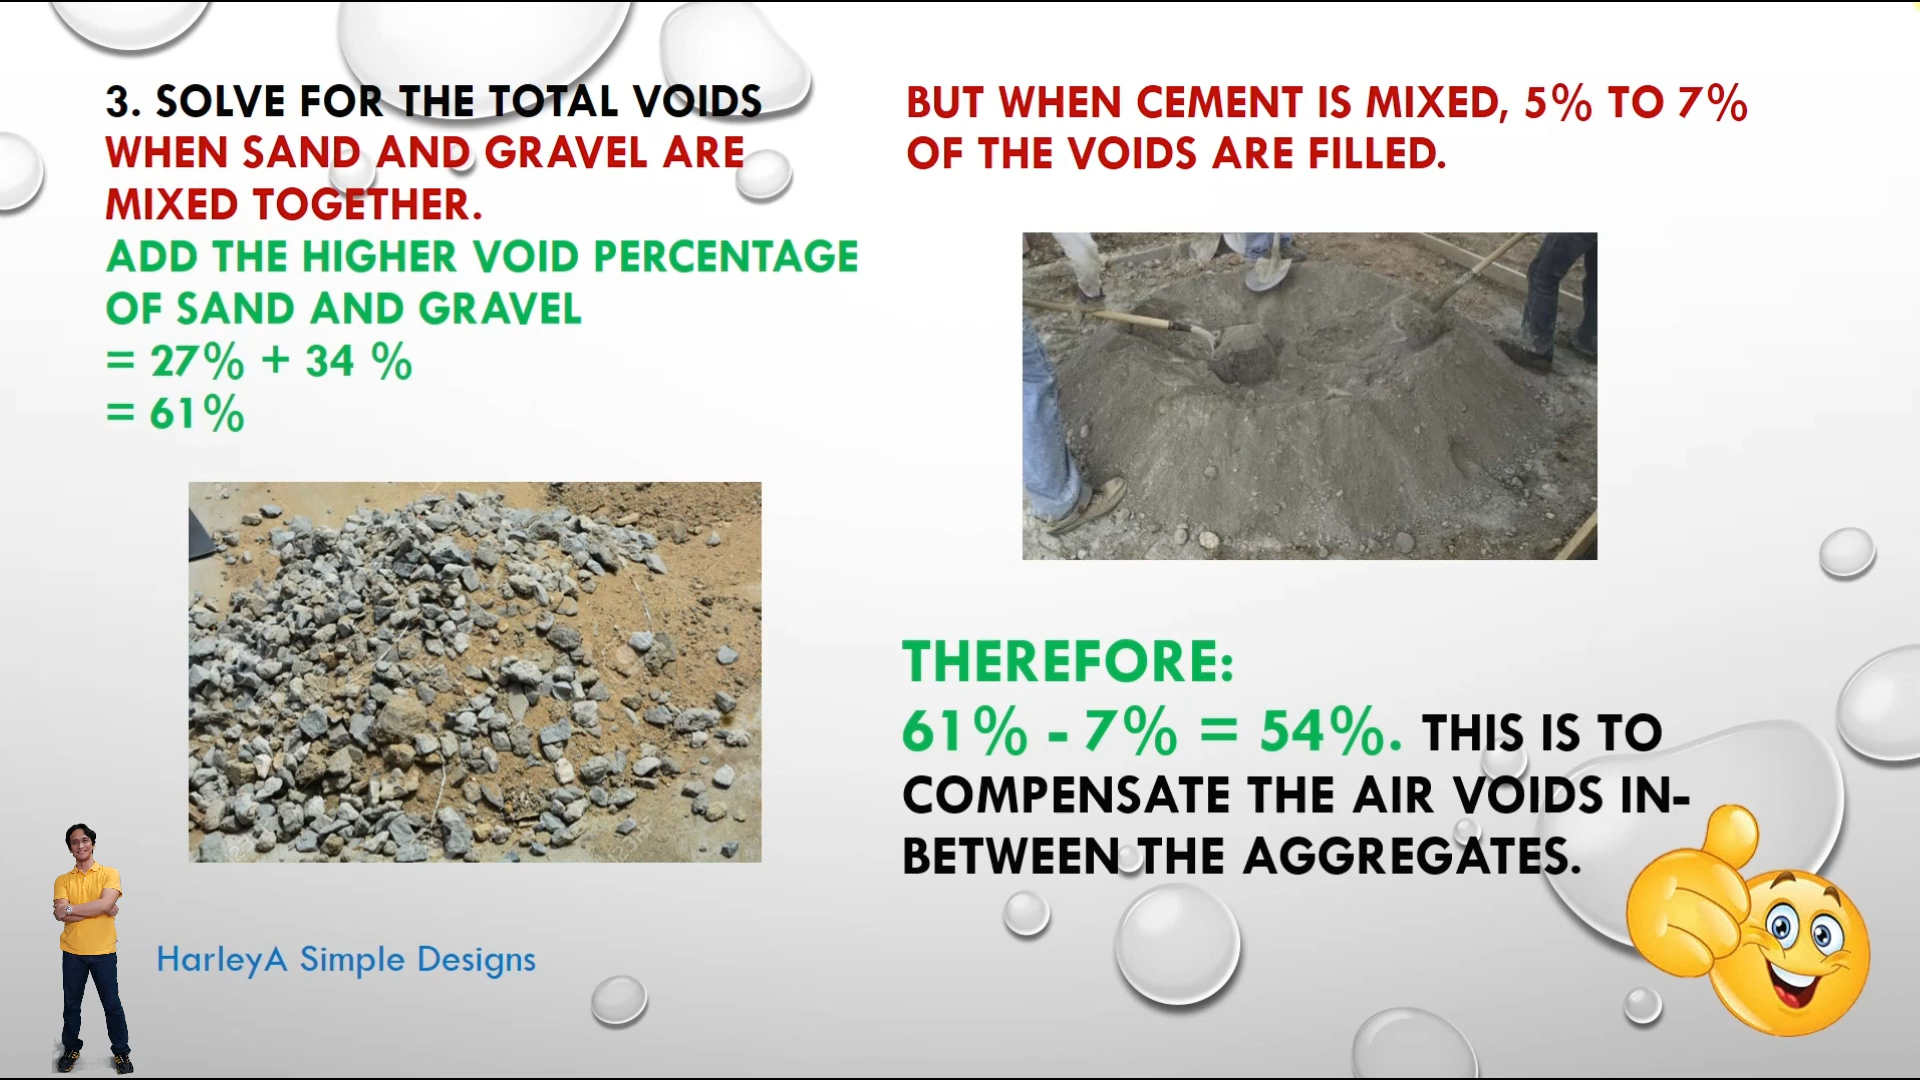 3. SOLVE FOR THE TOTAL VOIDS
WHEN SAND AND GRAVEL ARE
MIXED TOGETHER.
ADD THE HIGHER VOID PERCENTAGE
OF SAND AND GRAVEL
= 27% + 34 %
= 61%
HarleyA Simple Designs
BUT WHEN CEMENT IS MIXED, 5% TO 7%
OF THE VOIDS ARE FILLED.
THEREFORE:
61% - 7% = 54%. THIS IS TO
COMPENSATE THE AIR VOIDS IN-
BETWEEN THE AGGREGATES.